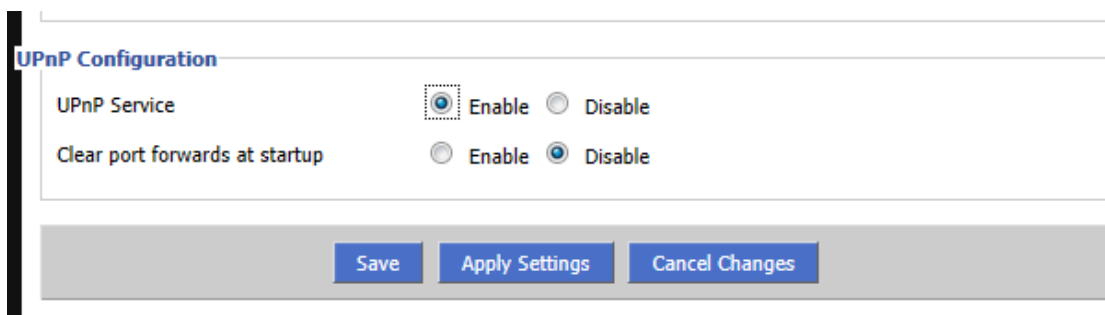 UPnP Configuration
UPnP Service Enable Disable
Clear port forwards at startup Enable Disable
Save Apply Settings Cancel Changes